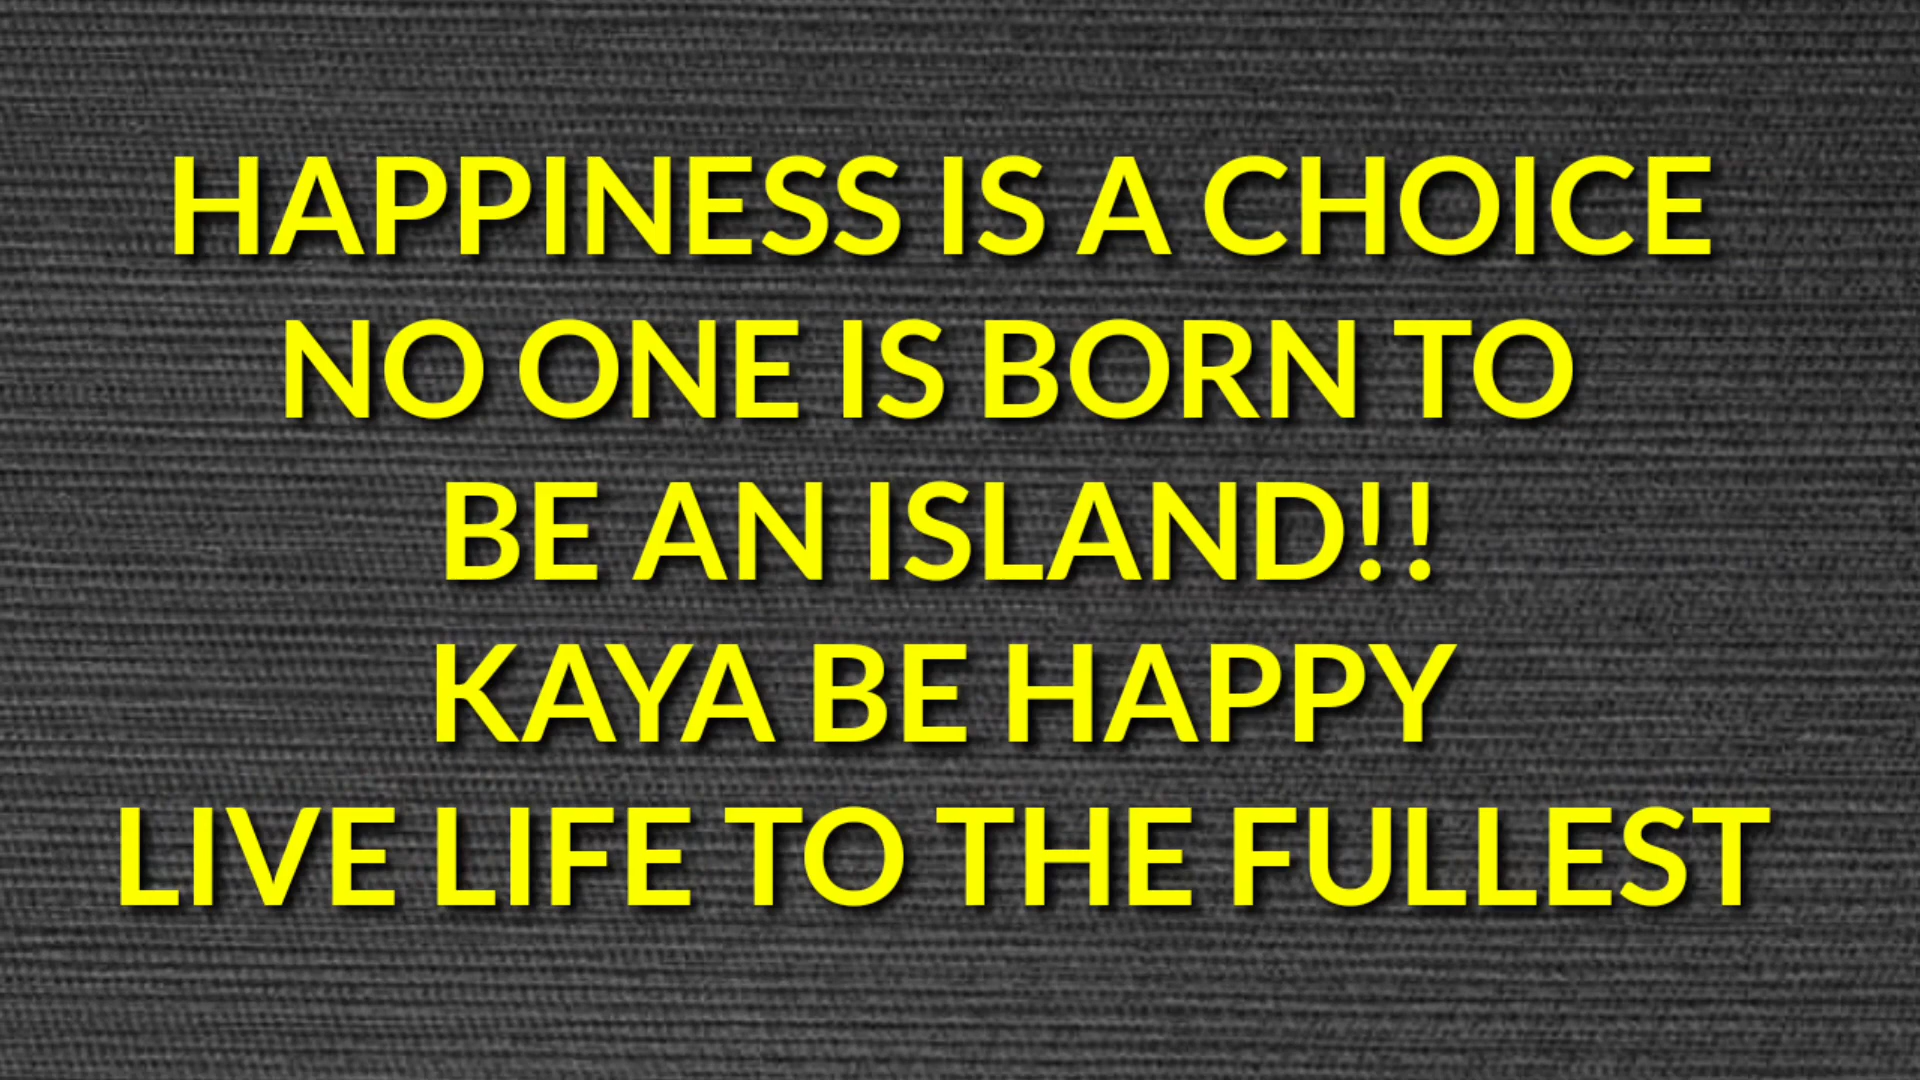 HAPPINESS IS A CHOICE
NO ONE IS BORN TO
BE AN ISLAND!!
KAYA BE HAPPY
LIVE LIFE TO THE FULLEST